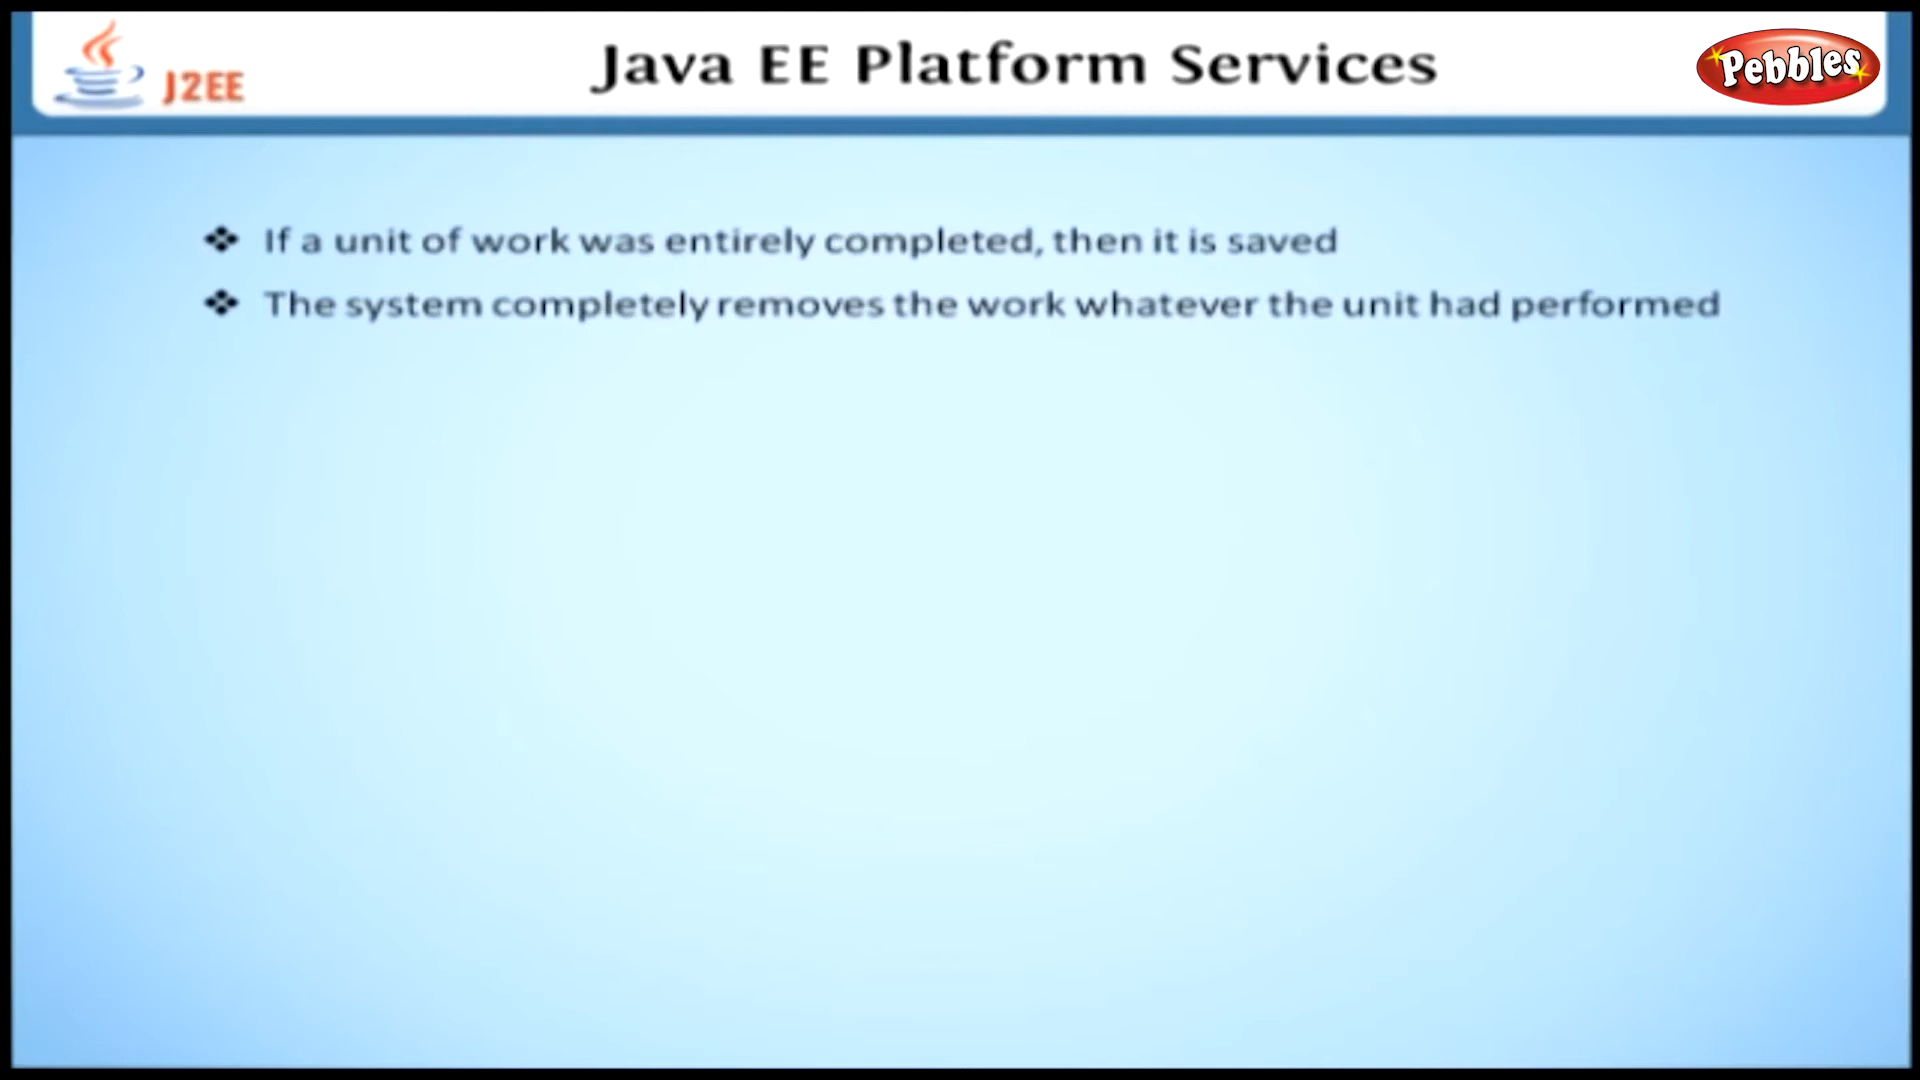 J2EE
Java EE Platform Services
Pebbles
❖ If a unit of work was entirely completed, then it is saved
❖ The system completely removes the work whatever the unit had performed